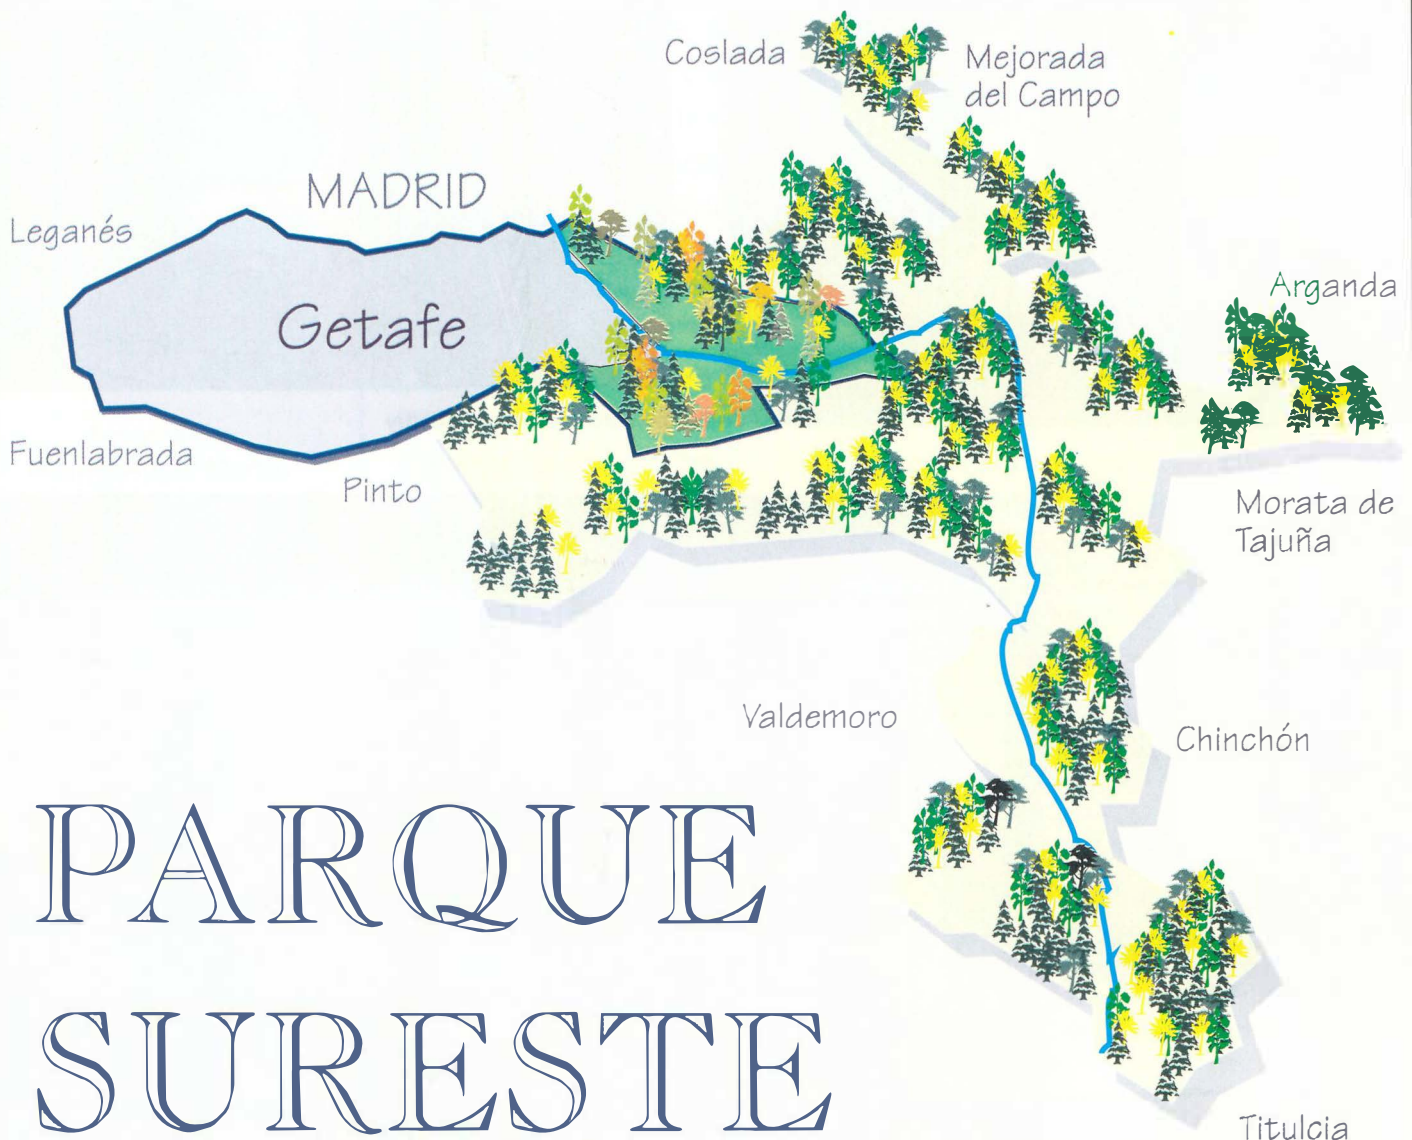 Coslada
Mejorada
del Campo
MADRID
Leganés
Arganda
Getafe
Fuenlabrada
Pinto
Morata de
Tajuña
Valdemoro
Chinchón
PARQUE
SURESTE
Titulcia